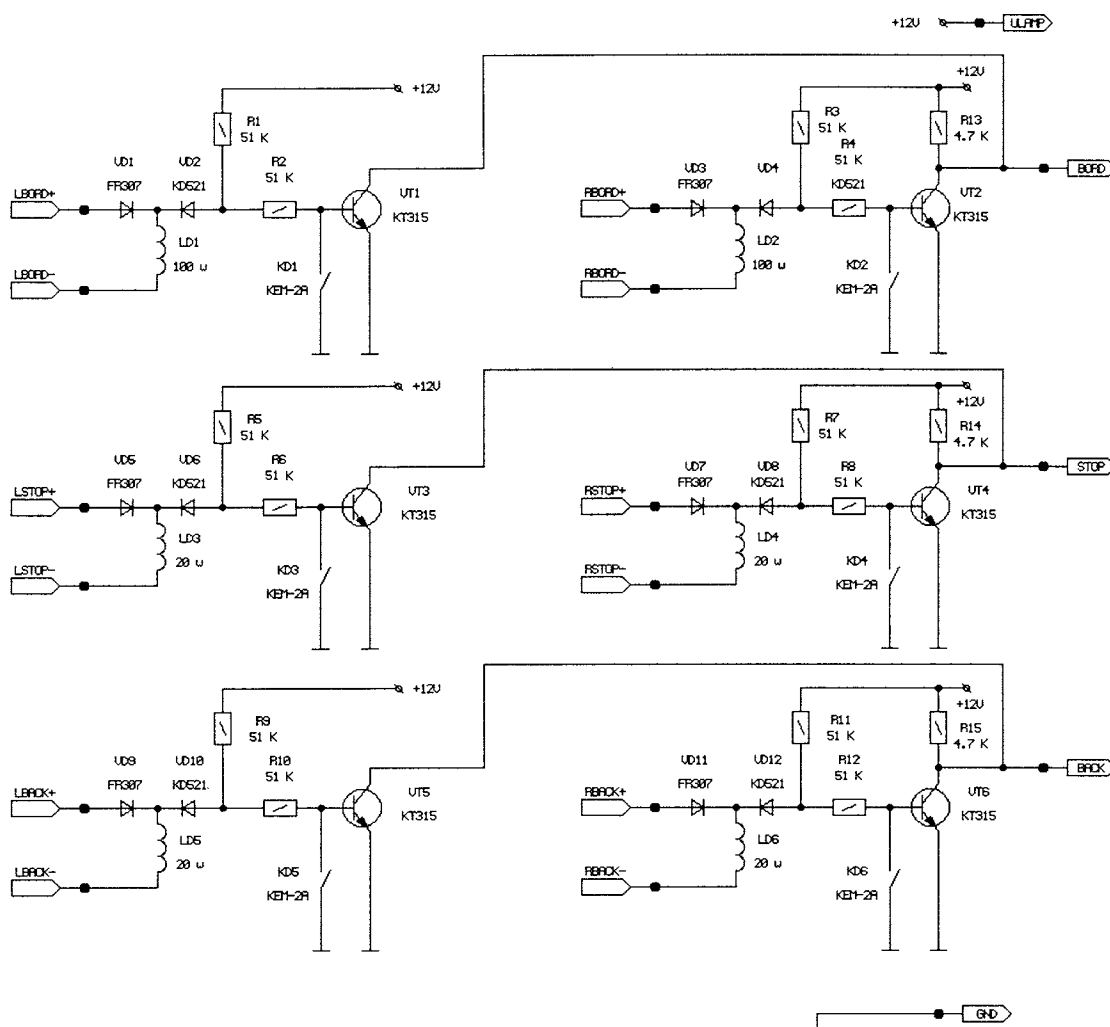 +12V
ULAMP
+12V
R1
51 K
VD1
FR307
VD2
KD521
R2
51 K
LBORD+
LBORD-
LD1
100 w
KD1
KEM-2A
VT1
KT315
+12V
R3
51 K
R13
4.7 K
R4
51 K
KD521
VD3
FR307
VD4
RBORD+
RBORD-
LD2
100 w
KD2
KEM-2A
VT2
KT315
BORD
+12V
R5
51 K
VD5
FR307
VD6
KD521
R6
51 K
LSTOP+
LSTOP-
LD3
20 w
KD3
KEM-2A
VT3
KT315
+12V
R7
51 K
R14
4.7 K
VD7
FR307
VD8
KD521
R8
51 K
RSTOP+
RSTOP-
LD4
20 w
KD4
KEM-2A
VT4
KT315
STOP
+12V
R9
51 K
VD9
FR307
VD10
KD521
R10
51 K
LBACK+
LBACK-
LD5
20 w
KD5
KEM-2A
VT5
KT315
+12V
R11
51 K
R15
4.7 K
VD11
FR307
VD12
KD521
R12
51 K
RBACK+
RBACK-
LD6
20 w
KD6
KEM-2A
VT6
KT315
BACK
GND